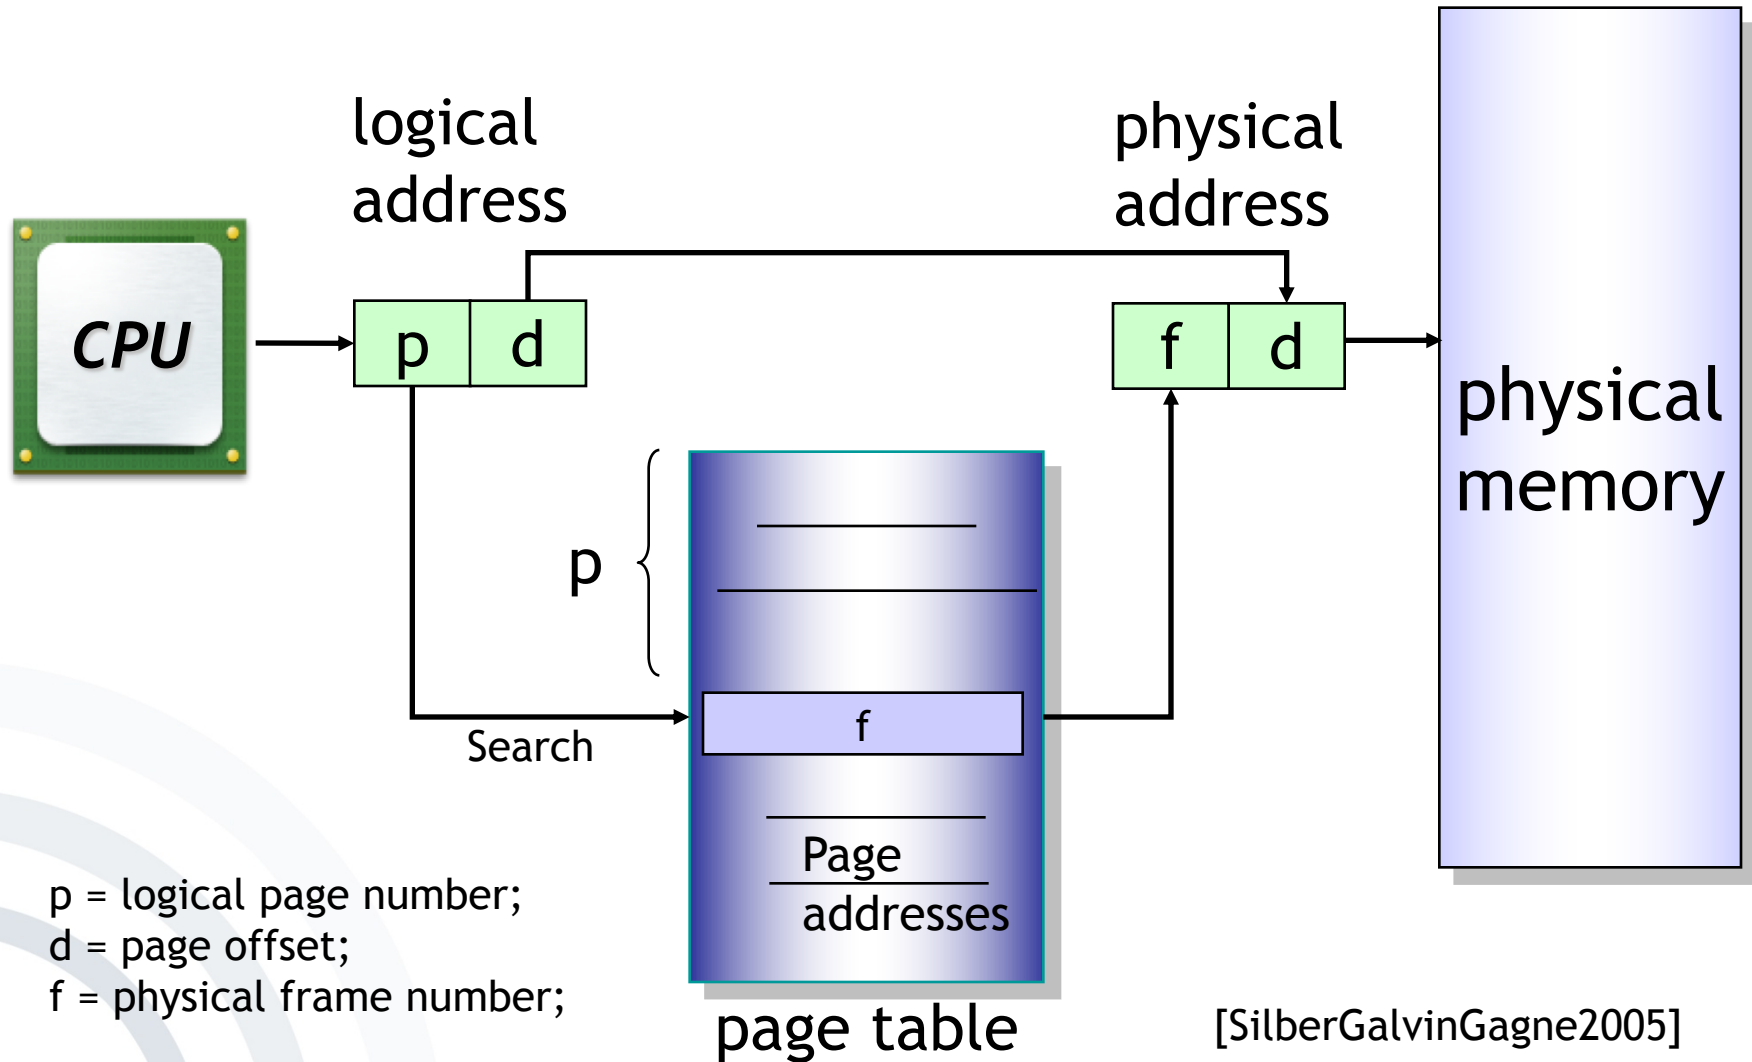 logical
address
physical
address
CPU
p
d
f
d
physical
memory
p
f
Search
Page
addresses
p = logical page number;
d = page offset;
f = physical frame number;
page table
[SilberGalvinGagne2005]